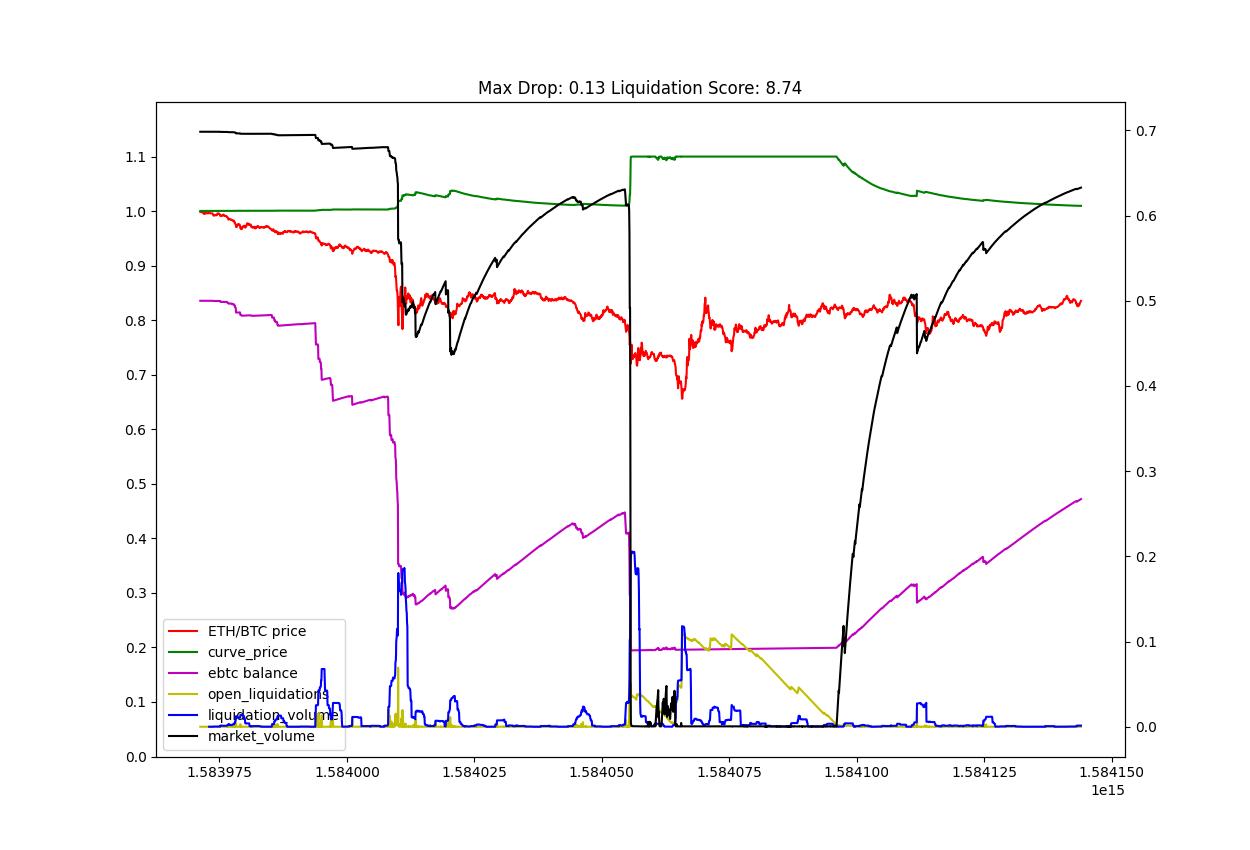 Max Drop: 0.13 Liquidation Score: 8.74
1.1
1.0
0.9
0.8
0.7
0.6
0.5
0.4
0.3
0.2
0.1
0.0
0.7
0.6
0.5
0.4
0.3
0.2
0.1
0.0
ETH/BTC price
curve_price
ebtc balance
open_liquidations
liquidation_volume
market_volume
1.583975 1.584000 1.584025 1.584050 1.584075 1.584100 1.584125 1.584150
1e15